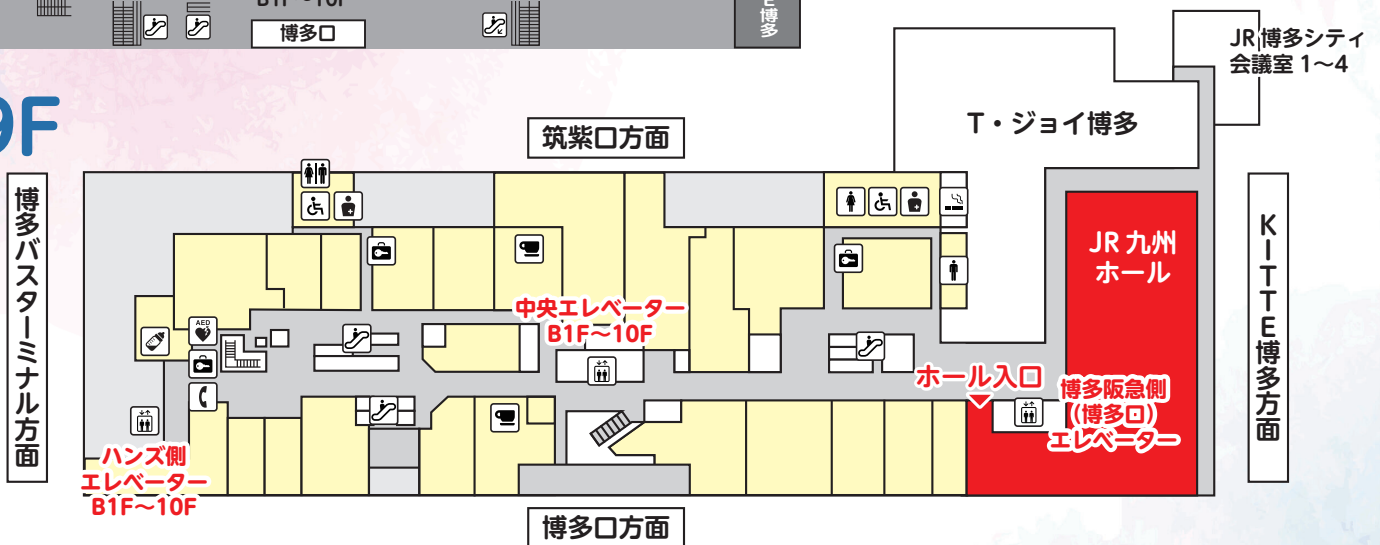 B1F〜10F
博多口
博多
JR 博多シティ
会議室 1〜4
9F
筑紫口方面
T・ジョイ博多
博多バスターミナル方面
KITTE博多方面
JR 九州
ホール
中央エレベーター
B1F〜10F
AED
ホール入口
博多阪急側
(博多口)
エレベーター
ハンズ側
エレベーター
B1F〜10F
博多口方面